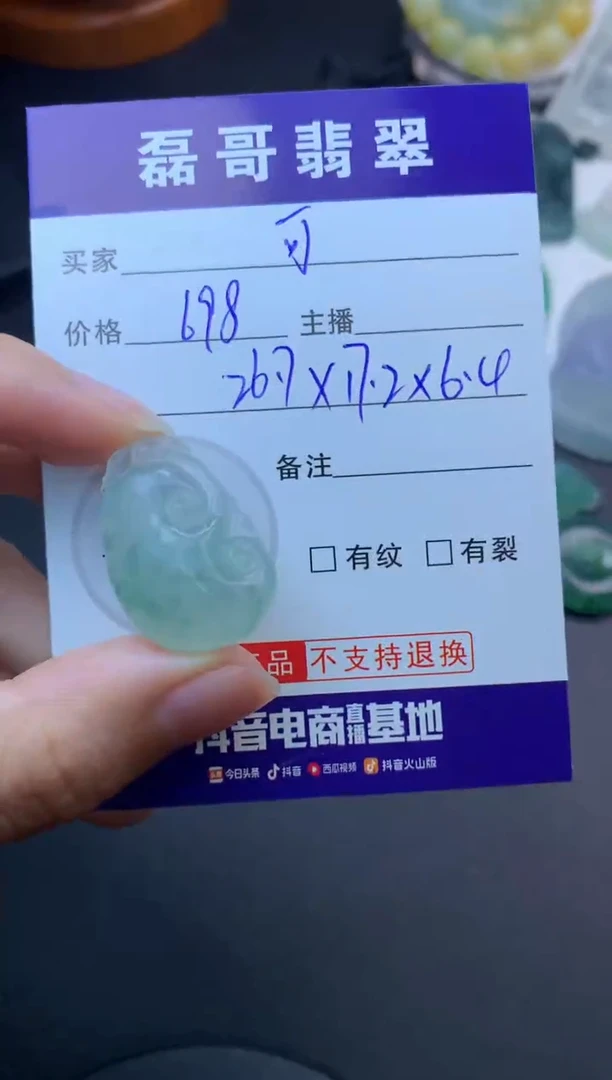 磊哥翡翠
买家 可
价格 698 主播
26.7×17.2×6.4
备注
□有纹 □有裂
品 不支持退换
抖音电商直播基地
今日头条 抖音 西瓜视频 抖音火山版